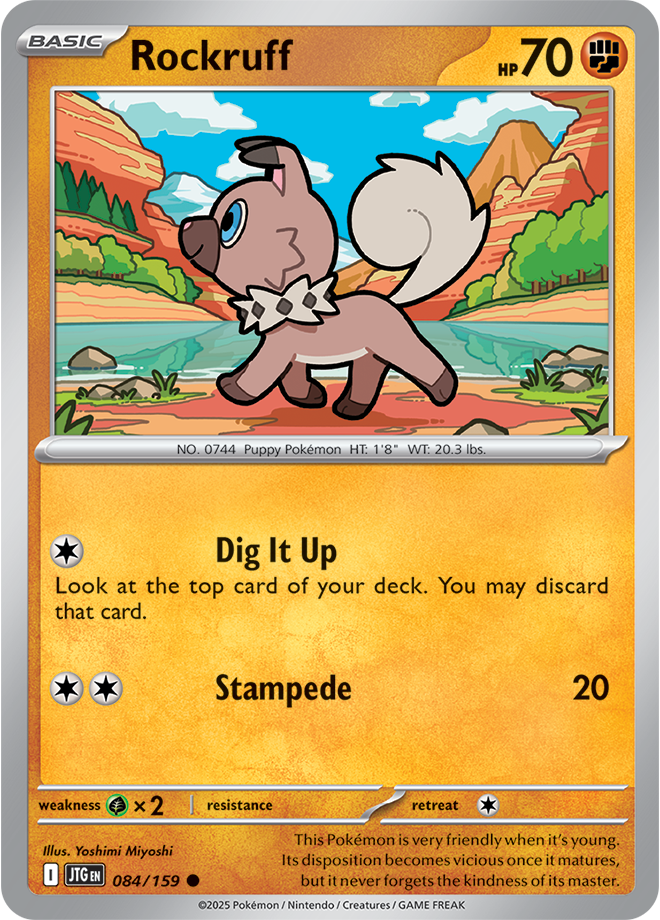 BASIC
Rockruff
HP 70
NO. 0744 Puppy Pokémon HT: 1'8" WT: 20.3 lbs.
Dig It Up
Look at the top card of your deck. You may discard
that card.
Stampede 20
weakness ×2 resistance retreat
Illus. Yoshimi Miyoshi
This Pokémon is very friendly when it's young.
Its disposition becomes vicious once it matures,
but it never forgets the kindness of its master.
I JTG EN 084/159
©2025 Pokémon / Nintendo / Creatures / GAME FREAK